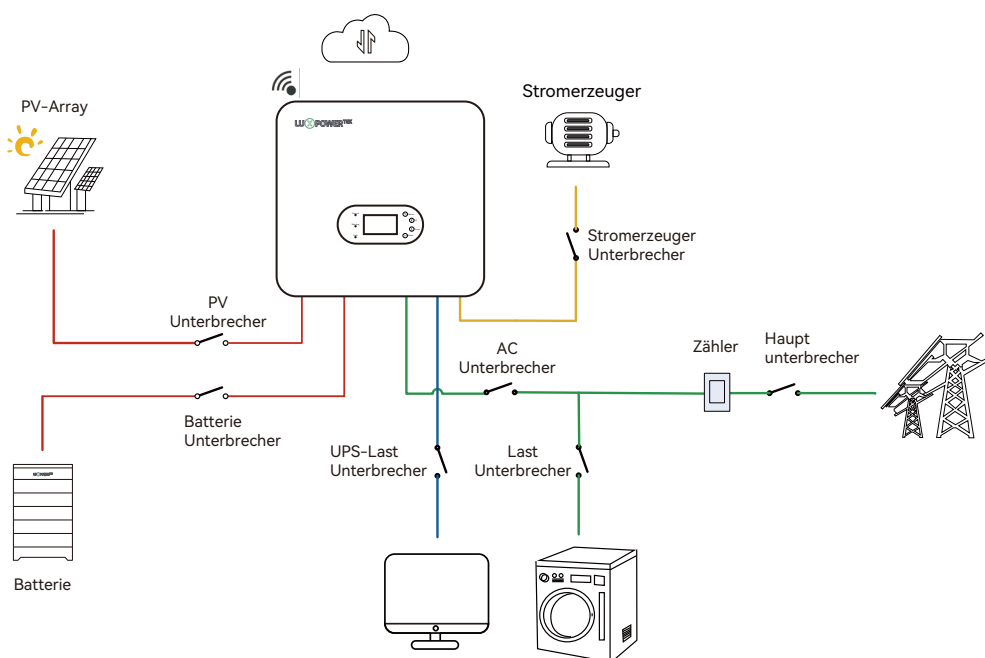 PV-Array
LUXPOWERTEK
Stromerzeuger
Stromerzeuger
Unterbrecher
PV
Unterbrecher
AC
Unterbrecher
Zähler
Haupt
unterbrecher
Batterie
Unterbrecher
UPS-Last
Unterbrecher
Last
Unterbrecher
Batterie